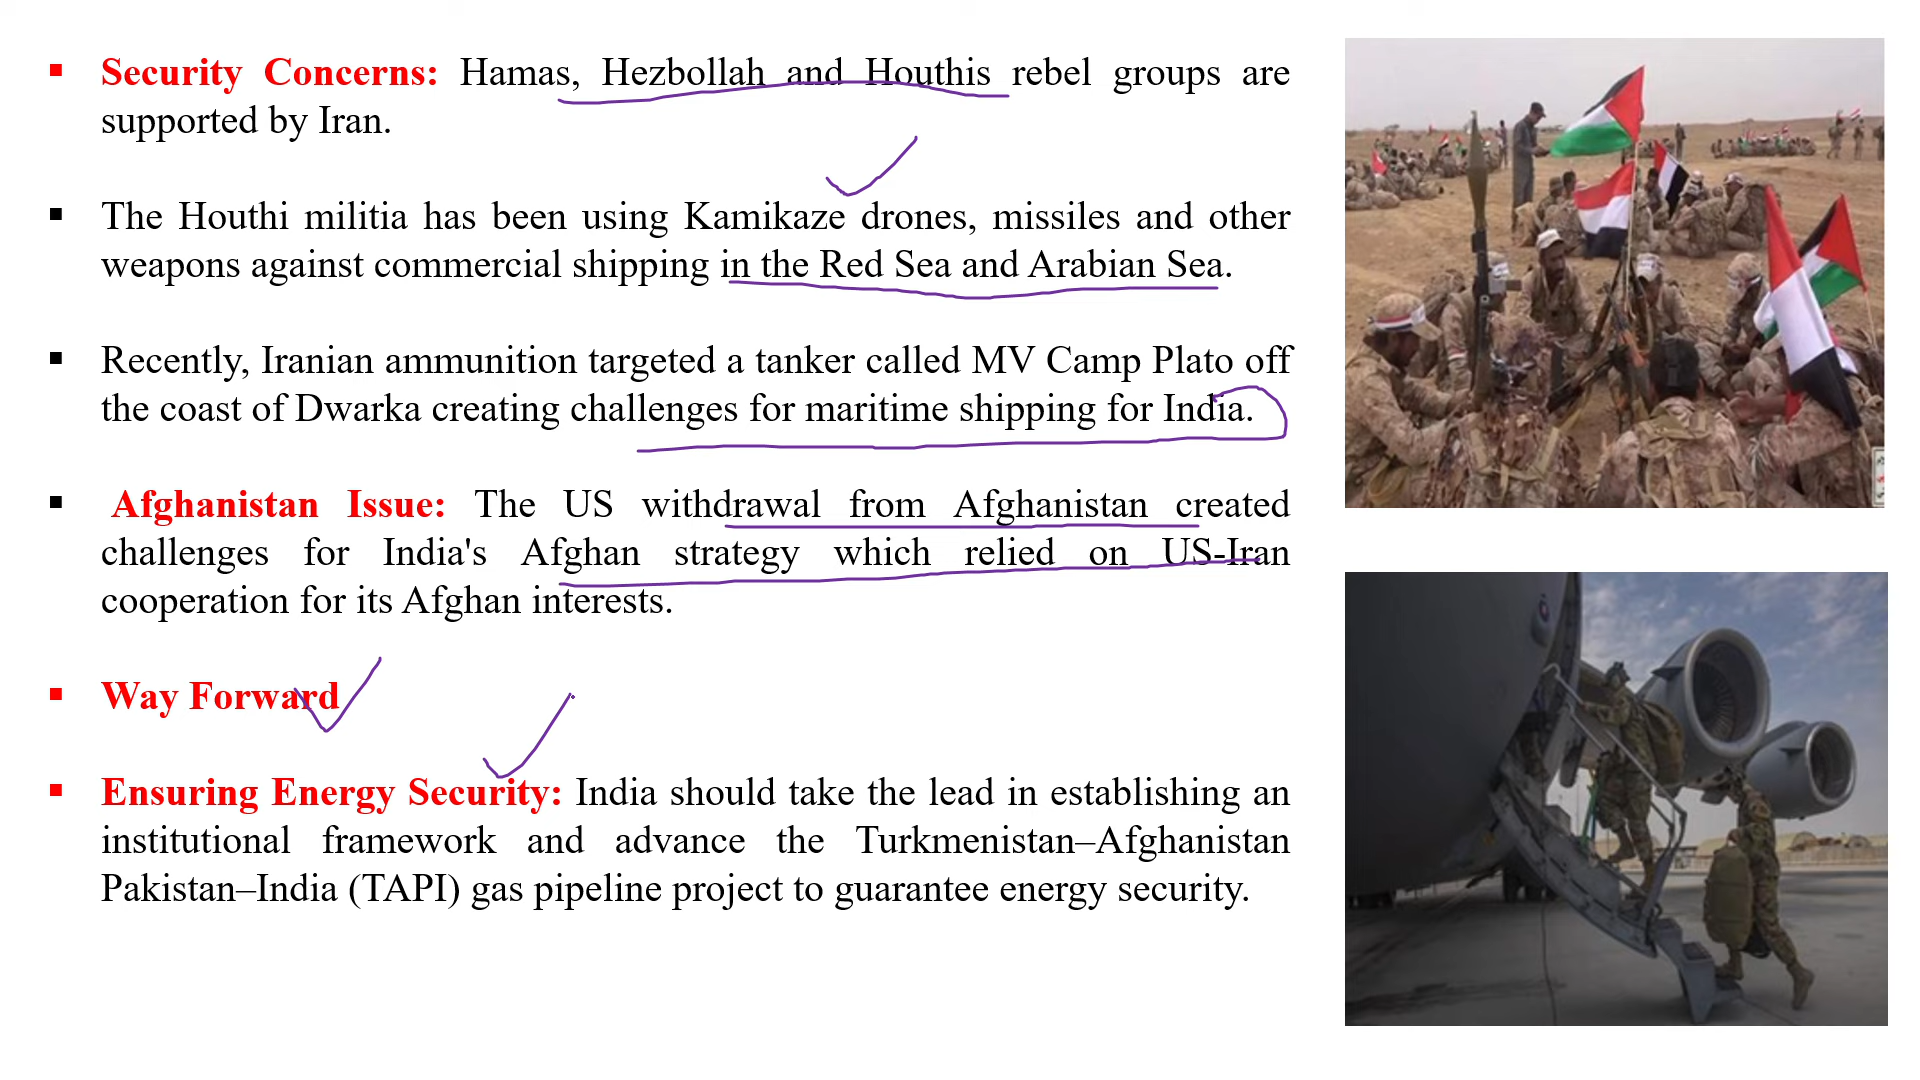 ▪ Security Concerns: Hamas, Hezbollah and Houthis rebel groups are
supported by Iran.
▪ The Houthi militia has been using Kamikaze drones, missiles and other
weapons against commercial shipping in the Red Sea and Arabian Sea.
▪ Recently, Iranian ammunition targeted a tanker called MV Camp Plato off
the coast of Dwarka creating challenges for maritime shipping for India.
▪ Afghanistan Issue: The US withdrawal from Afghanistan created
challenges for India's Afghan strategy which relied on US-Iran
cooperation for its Afghan interests.
▪ Way Forward
▪ Ensuring Energy Security: India should take the lead in establishing an
institutional framework and advance the Turkmenistan–Afghanistan
Pakistan–India (TAPI) gas pipeline project to guarantee energy security.